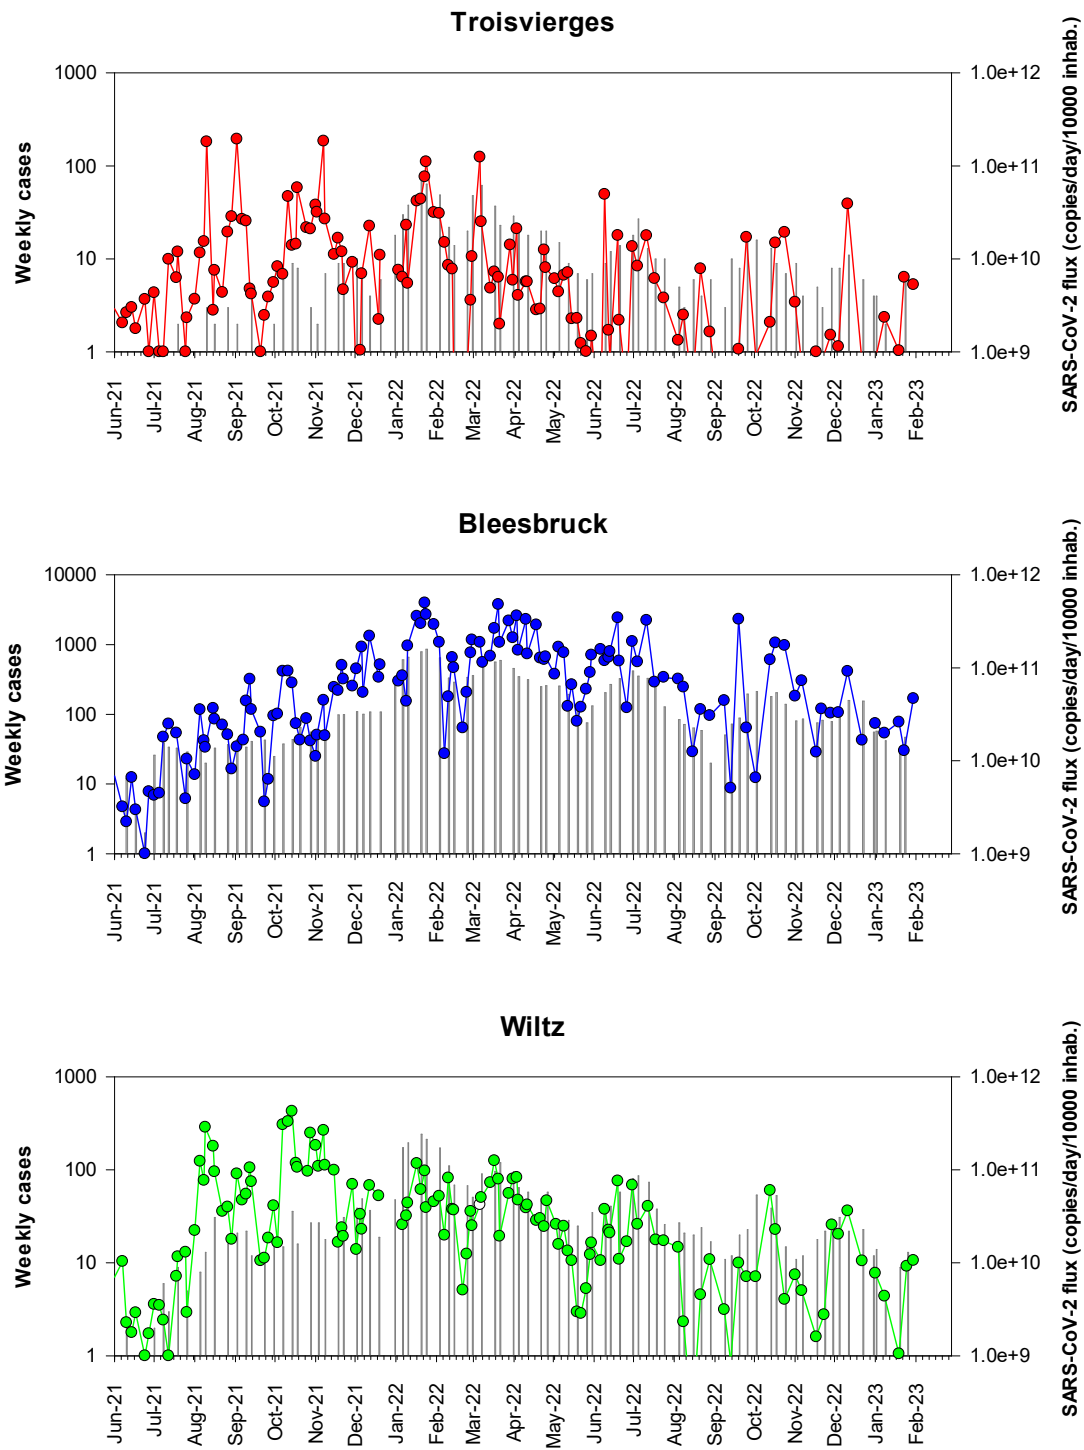 Troisvierges
Weekly cases
SARS-CoV-2 flux (copies/day/10000 inhab.)
1000
100
10
1
1.0e+12
1.0e+11
1.0e+10
1.0e+9
Jun-21
Jul-21
Aug-21
Sep-21
Oct-21
Nov-21
Dec-21
Jan-22
Feb-22
Mar-22
Apr-22
May-22
Jun-22
Jul-22
Aug-22
Sep-22
Oct-22
Nov-22
Dec-22
Jan-23
Feb-23
Bleesbruck
Weekly cases
SARS-CoV-2 flux (copies/day/10000 inhab.)
10000
1000
100
10
1
1.0e+12
1.0e+11
1.0e+10
1.0e+9
Jun-21
Jul-21
Aug-21
Sep-21
Oct-21
Nov-21
Dec-21
Jan-22
Feb-22
Mar-22
Apr-22
May-22
Jun-22
Jul-22
Aug-22
Sep-22
Oct-22
Nov-22
Dec-22
Jan-23
Feb-23
Wiltz
Weekly cases
SARS-CoV-2 flux (copies/day/10000 inhab.)
1000
100
10
1
1.0e+12
1.0e+11
1.0e+10
1.0e+9
Jun-21
Jul-21
Aug-21
Sep-21
Oct-21
Nov-21
Dec-21
Jan-22
Feb-22
Mar-22
Apr-22
May-22
Jun-22
Jul-22
Aug-22
Sep-22
Oct-22
Nov-22
Dec-22
Jan-23
Feb-23